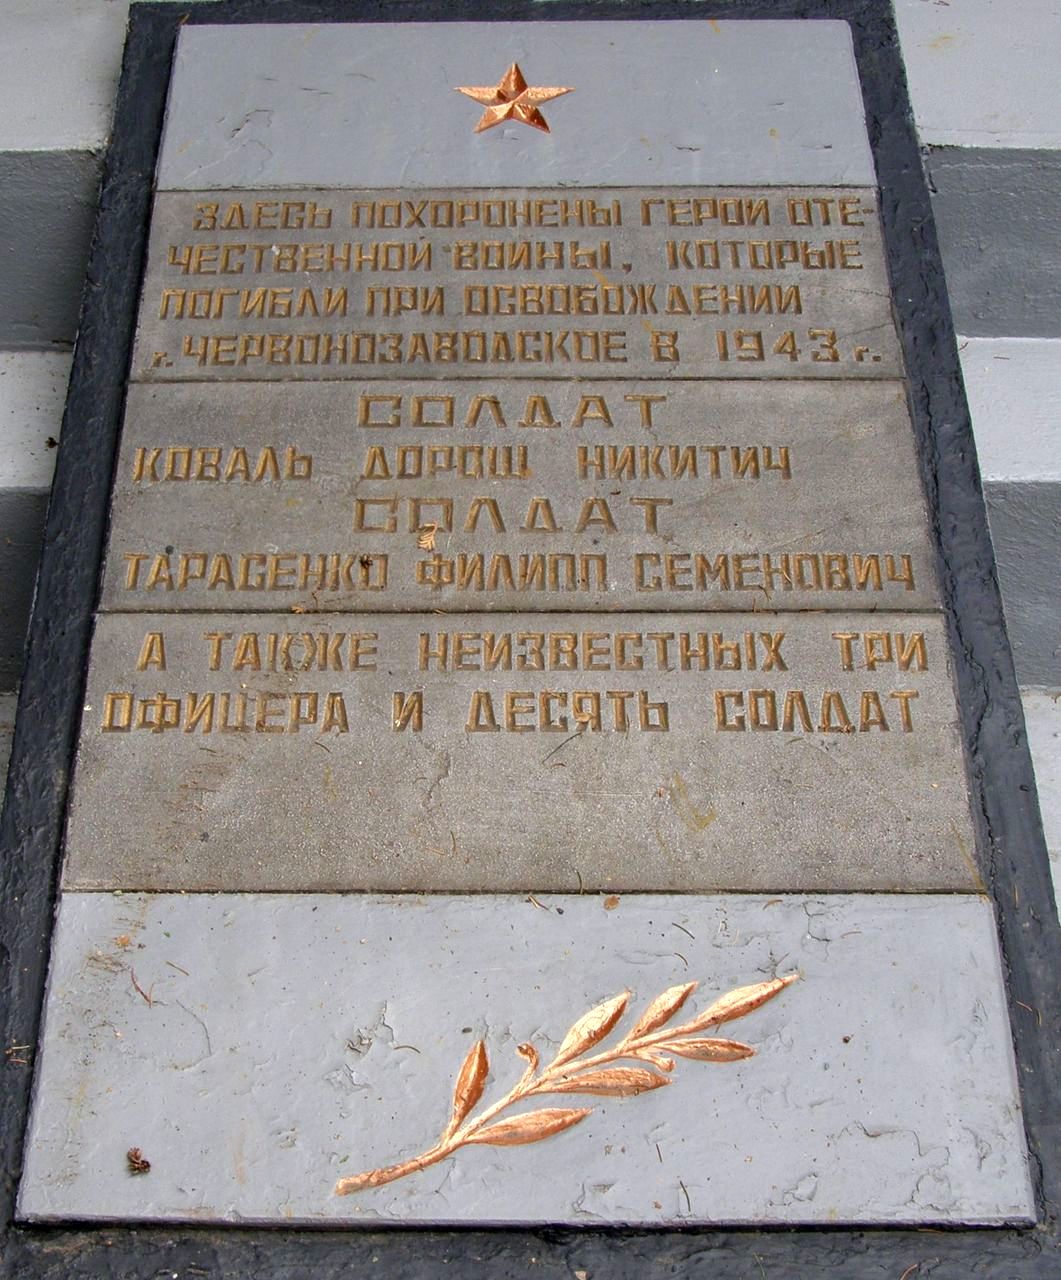 ЗДЕСЬ ПОХОРОНЕНЫ ГЕРОИ ОТЕ-
ЧЕСТВЕННОЙ ВОЙНЫ, КОТОРЫЕ
ПОГИБЛИ ПРИ ОСВОБОЖДЕНИИ
г. ЧЕРВОНОЗАВОДСКОЕ В 1943 г.
СОЛДАТ
КОВАЛЬ ДОРОЩ НИКИТИЧ
СОЛДАТ
ТАРАСЕНКО ФИЛИПП СЕМЕНОВИЧ
А ТАКЖЕ НЕИЗВЕСТНЫХ ТРИ
ОФИЦЕРА И ДЕСЯТЬ СОЛДАТ